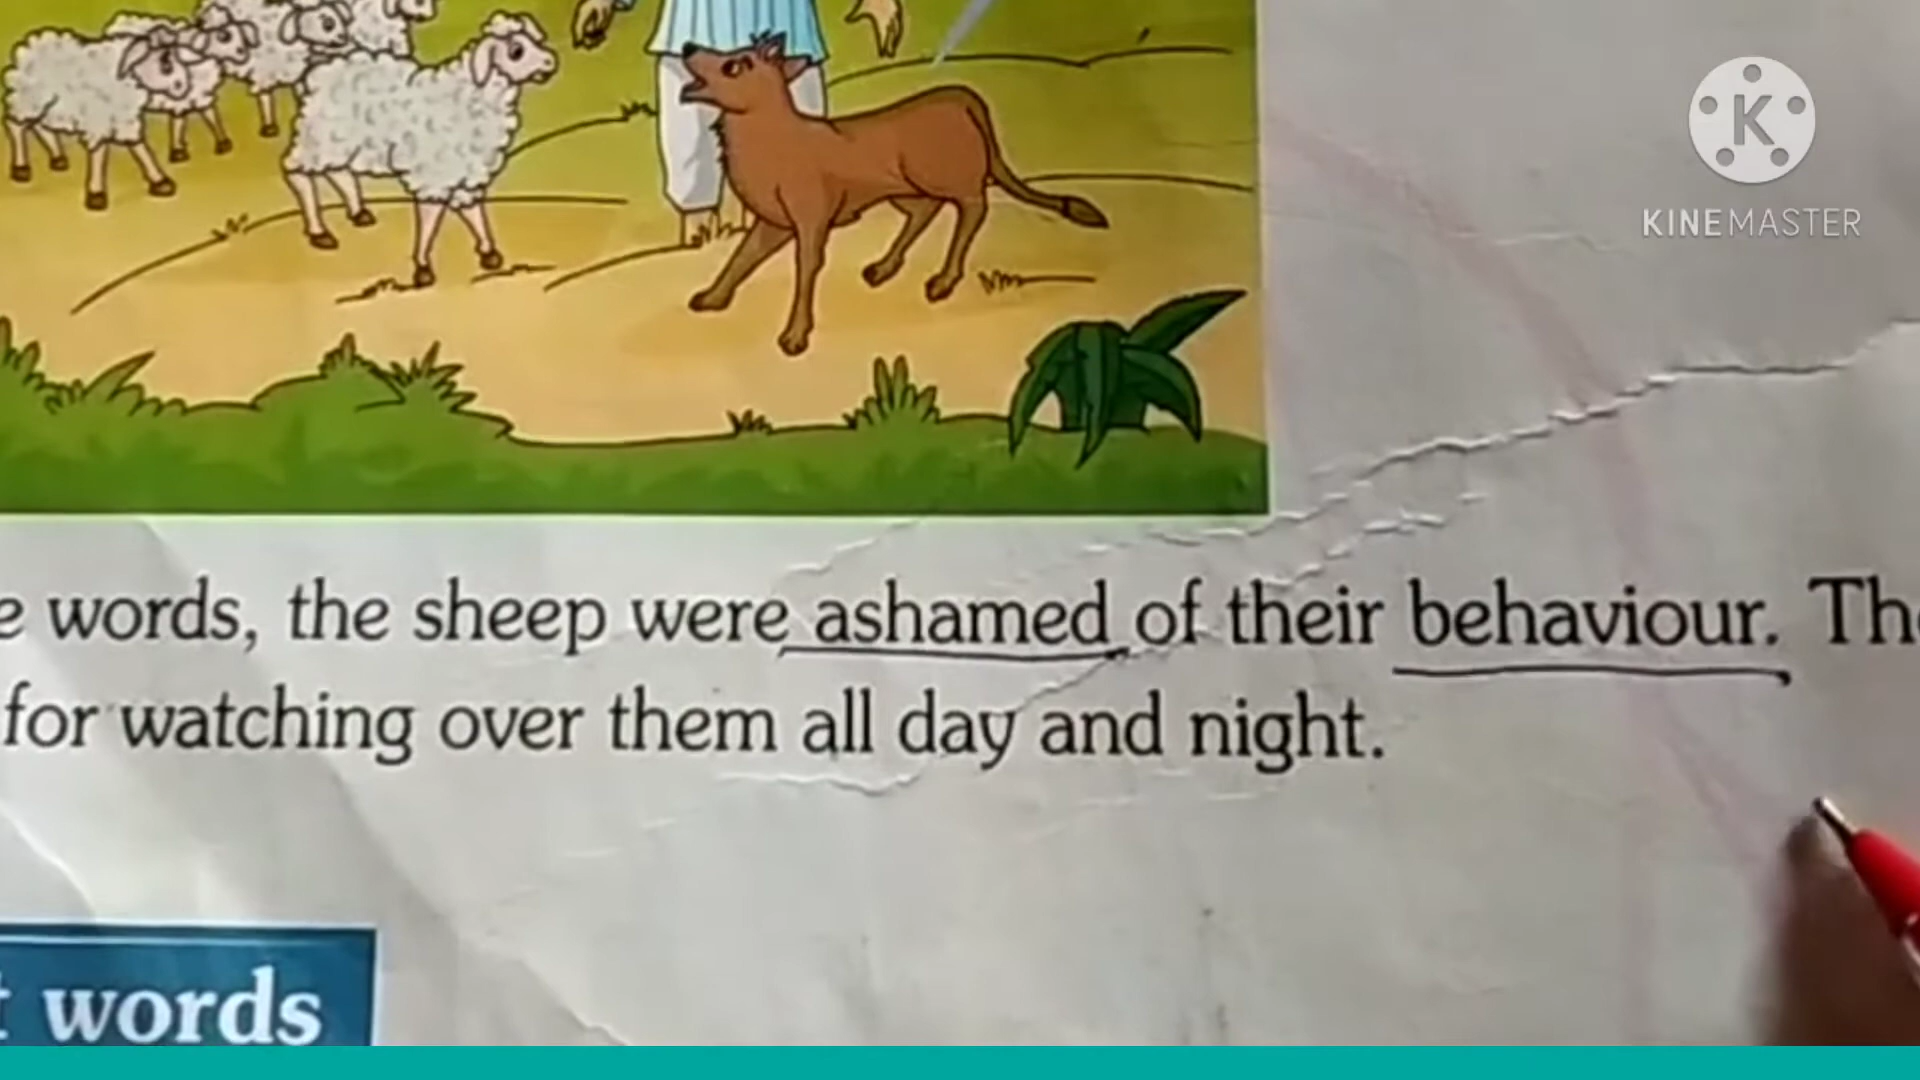 KINEMASTER
words, the sheep were ashamed of their behaviour.
for watching over them all day and night.
words